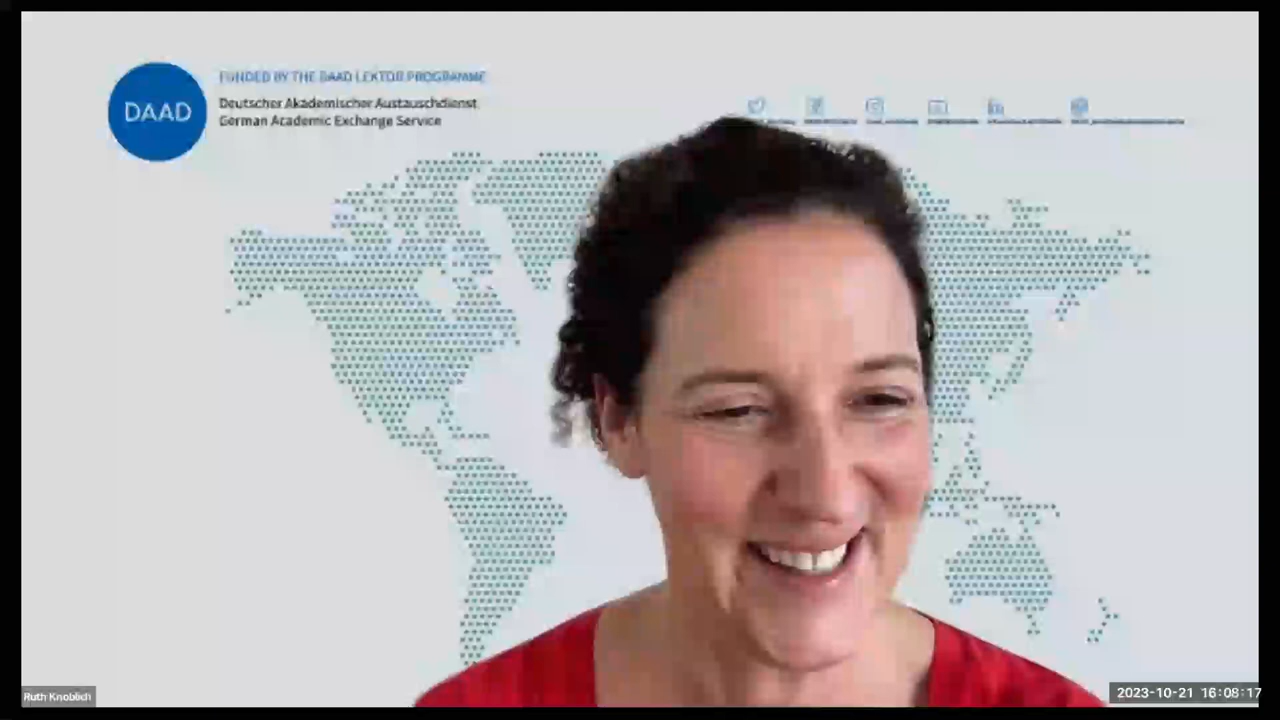 DAAD
FUNDED BY THE DAAD LEKTOR PROGRAMME
Deutscher Akademischer Austauschdienst
German Academic Exchange Service
Ruth Knoblich
2023-10-21 16:08:17